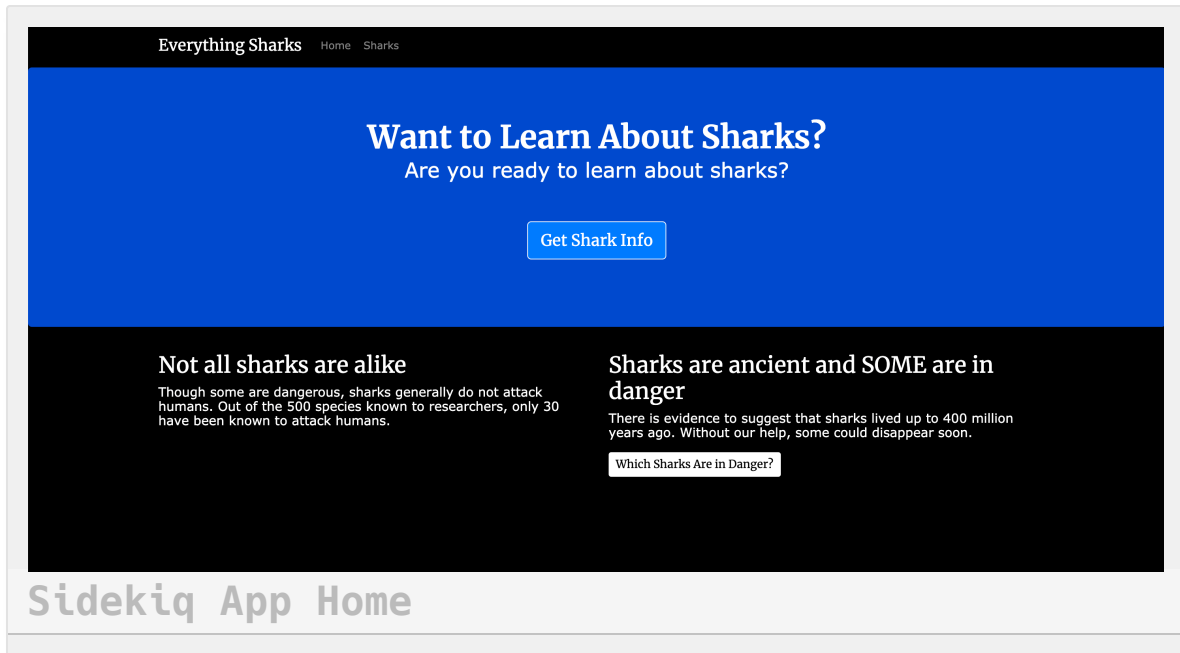 Everything Sharks Home Sharks
Want to Learn About Sharks?
Are you ready to learn about sharks?
Get Shark Info
Not all sharks are alike
Though some are dangerous, sharks generally do not attack
humans. Out of the 500 species known to researchers, only 30
have been known to attack humans.
Sharks are ancient and SOME are in
danger
There is evidence to suggest that sharks lived up to 400 million
years ago. Without our help, some could disappear soon.
Which Sharks Are in Danger?
Sidekiq App Home